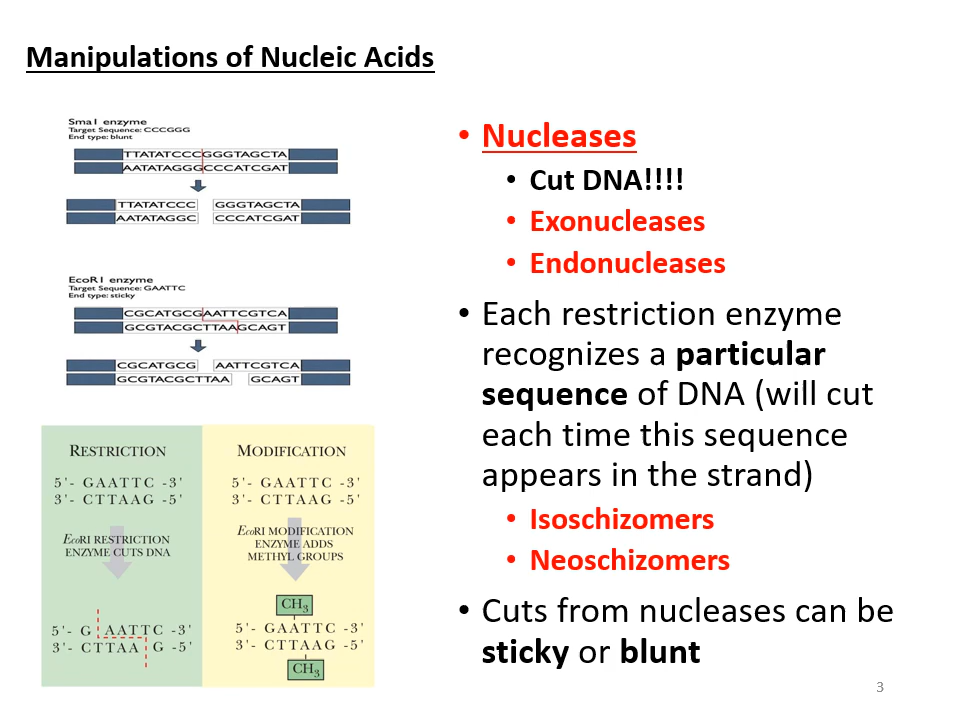 Manipulations of Nucleic Acids
Sma1 enzyme
Target Sequence: CCCGGG
End type: blunt
TTATATCCCGGGTAGCTA
AATATAGGGCCCATCGAT
TTATATCCC GGGTAGCTA
AATATAGGC CCCATCGAT
EcoR1 enzyme
Target Sequence: GAATTC
End type: sticky
CGCATGCGAATTCGTCA
GCGTACGCTTAAGCAGT
CGCATGCG AATTCGTCA
GCGTACGCTTAA GCAGT
RESTRICTION
5'- GAATTC -3'
3'- CTTAAG -5'
EcoRI RESTRICTION
ENZYME CUTS DNA
5'- G AATTC -3'
3'- CTTAA G -5'
MODIFICATION
5'- GAATTC -3'
3'- CTTAAG -5'
EcoRI MODIFICATION
ENZYME ADDS
METHYL GROUPS
CH3
5'- GAATTC -3'
3'- CTTAAG -5'
CH3
• Nucleases
• Cut DNA!!!!
• Exonucleases
• Endonucleases
• Each restriction enzyme
recognizes a particular
sequence of DNA (will cut
each time this sequence
appears in the strand)
• Isoschizomers
• Neoschizomers
• Cuts from nucleases can be
sticky or blunt
3